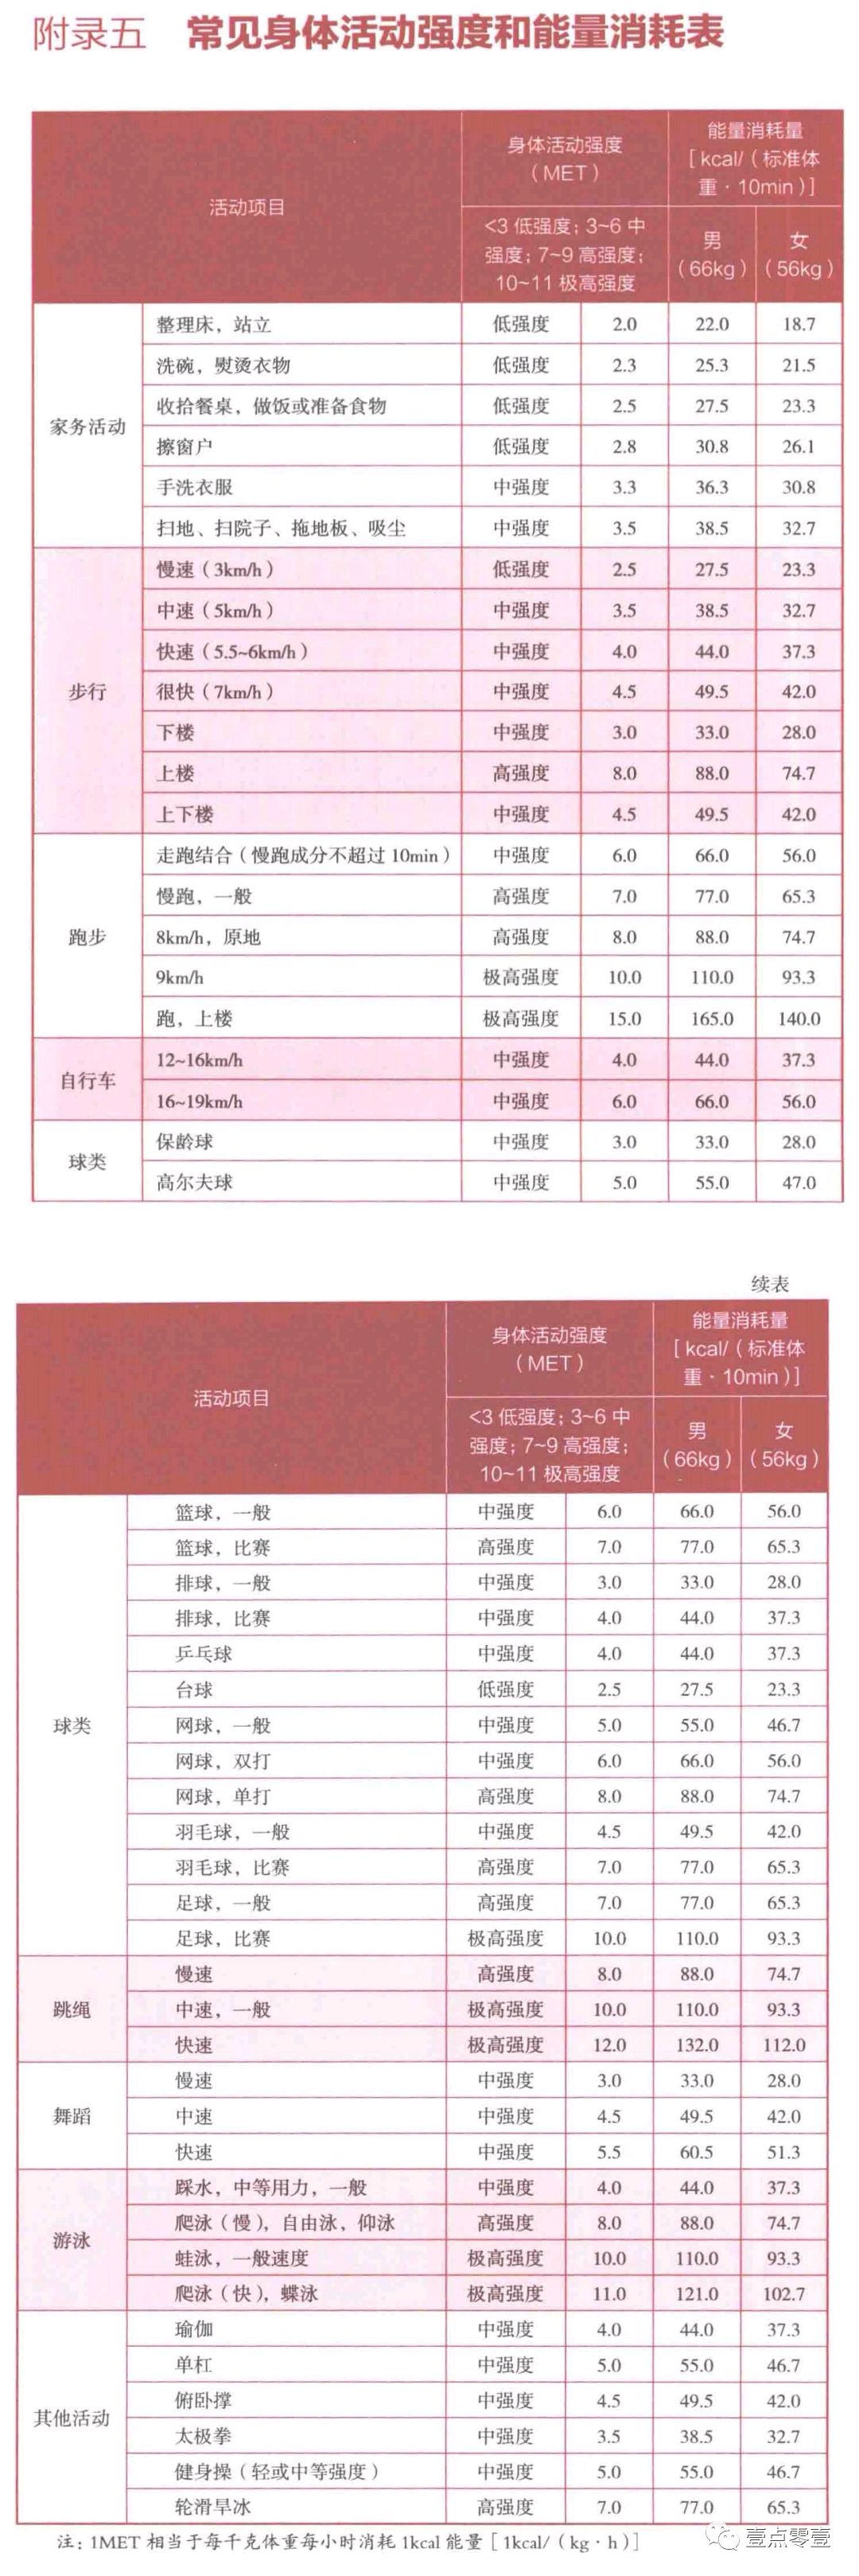 附录五 常见身体活动强度和能量消耗表
活动项目 身体活动强度（MET） 能量消耗量[kcal/（标准体重·10min）]
<3 低强度；3~6 中强度；7~9 高强度；10~11 极高强度 男（66kg） 女（56kg）
家务活动 整理床，站立 低强度 2.0 22.0 18.7
洗碗，熨烫衣物 低强度 2.3 25.3 21.5
收拾餐桌，做饭或准备食物 低强度 2.5 27.5 23.3
擦窗户 低强度 2.8 30.8 26.1
手洗衣服 中强度 3.3 36.3 30.8
扫地、扫院子、拖地板、吸尘 中强度 3.5 38.5 32.7
步行 慢速（3km/h） 低强度 2.5 27.5 23.3
中速（5km/h） 中强度 3.5 38.5 32.7
快速（5.5~6km/h） 中强度 4.0 44.0 37.3
很快（7km/h） 中强度 4.5 49.5 42.0
下楼 中强度 3.0 33.0 28.0
上楼 高强度 8.0 88.0 74.7
上下楼 中强度 4.5 49.5 42.0
跑步 走跑结合（慢跑成分不超过 10min） 中强度 6.0 66.0 56.0
慢跑，一般 高强度 7.0 77.0 65.3
8km/h，原地 高强度 8.0 88.0 74.7
9km/h 极高强度 10.0 110.0 93.3
跑，上楼 极高强度 15.0 165.0 140.0
自行车 12~16km/h 中强度 4.0 44.0 37.3
16~19km/h 中强度 6.0 66.0 56.0
球类 保龄球 中强度 3.0 33.0 28.0
高尔夫球 中强度 5.0 55.0 47.0
续表
活动项目 身体活动强度（MET） 能量消耗量[kcal/（标准体重·10min）]
<3 低强度；3~6 中强度；7~9 高强度；10~11 极高强度 男（66kg） 女（56kg）
球类 篮球，一般 中强度 6.0 66.0 56.0
篮球，比赛 高强度 7.0 77.0 65.3
排球，一般 中强度 3.0 33.0 28.0
排球，比赛 中强度 4.0 44.0 37.3
乒乓球 中强度 4.0 44.0 37.3
台球 低强度 2.5 27.5 23.3
网球，一般 中强度 5.0 55.0 46.7
网球，双打 中强度 6.0 66.0 56.0
网球，单打 高强度 8.0 88.0 74.7
羽毛球，一般 中强度 4.5 49.5 42.0
羽毛球，比赛 高强度 7.0 77.0 65.3
足球，一般 高强度 7.0 77.0 65.3
足球，比赛 极高强度 10.0 110.0 93.3
跳绳 慢速 高强度 8.0 88.0 74.7
中速，一般 极高强度 10.0 110.0 93.3
快速 极高强度 12.0 132.0 112.0
舞蹈 慢速 中强度 3.0 33.0 28.0
中速 中强度 4.5 49.5 42.0
快速 中强度 5.5 60.5 51.3
游泳 踩水，中等用力，一般 中强度 4.0 44.0 37.3
爬泳（慢），自由泳，仰泳 高强度 8.0 88.0 74.7
蛙泳，一般速度 极高强度 10.0 110.0 93.3
爬泳（快），蝶泳 极高强度 11.0 121.0 102.7
其他活动 瑜伽 中强度 4.0 44.0 37.3
单杠 中强度 5.0 55.0 46.7
俯卧撑 中强度 4.5 49.5 42.0
太极拳 中强度 3.5 38.5 32.7
健身操（轻或中等强度） 中强度 5.0 55.0 46.7
轮滑旱冰 高强度 7.0 77.0 65.3
注：1MET 相当于每千克体重每小时消耗 1kcal 能量［1kcal/（kg·h）］
壹点零壹